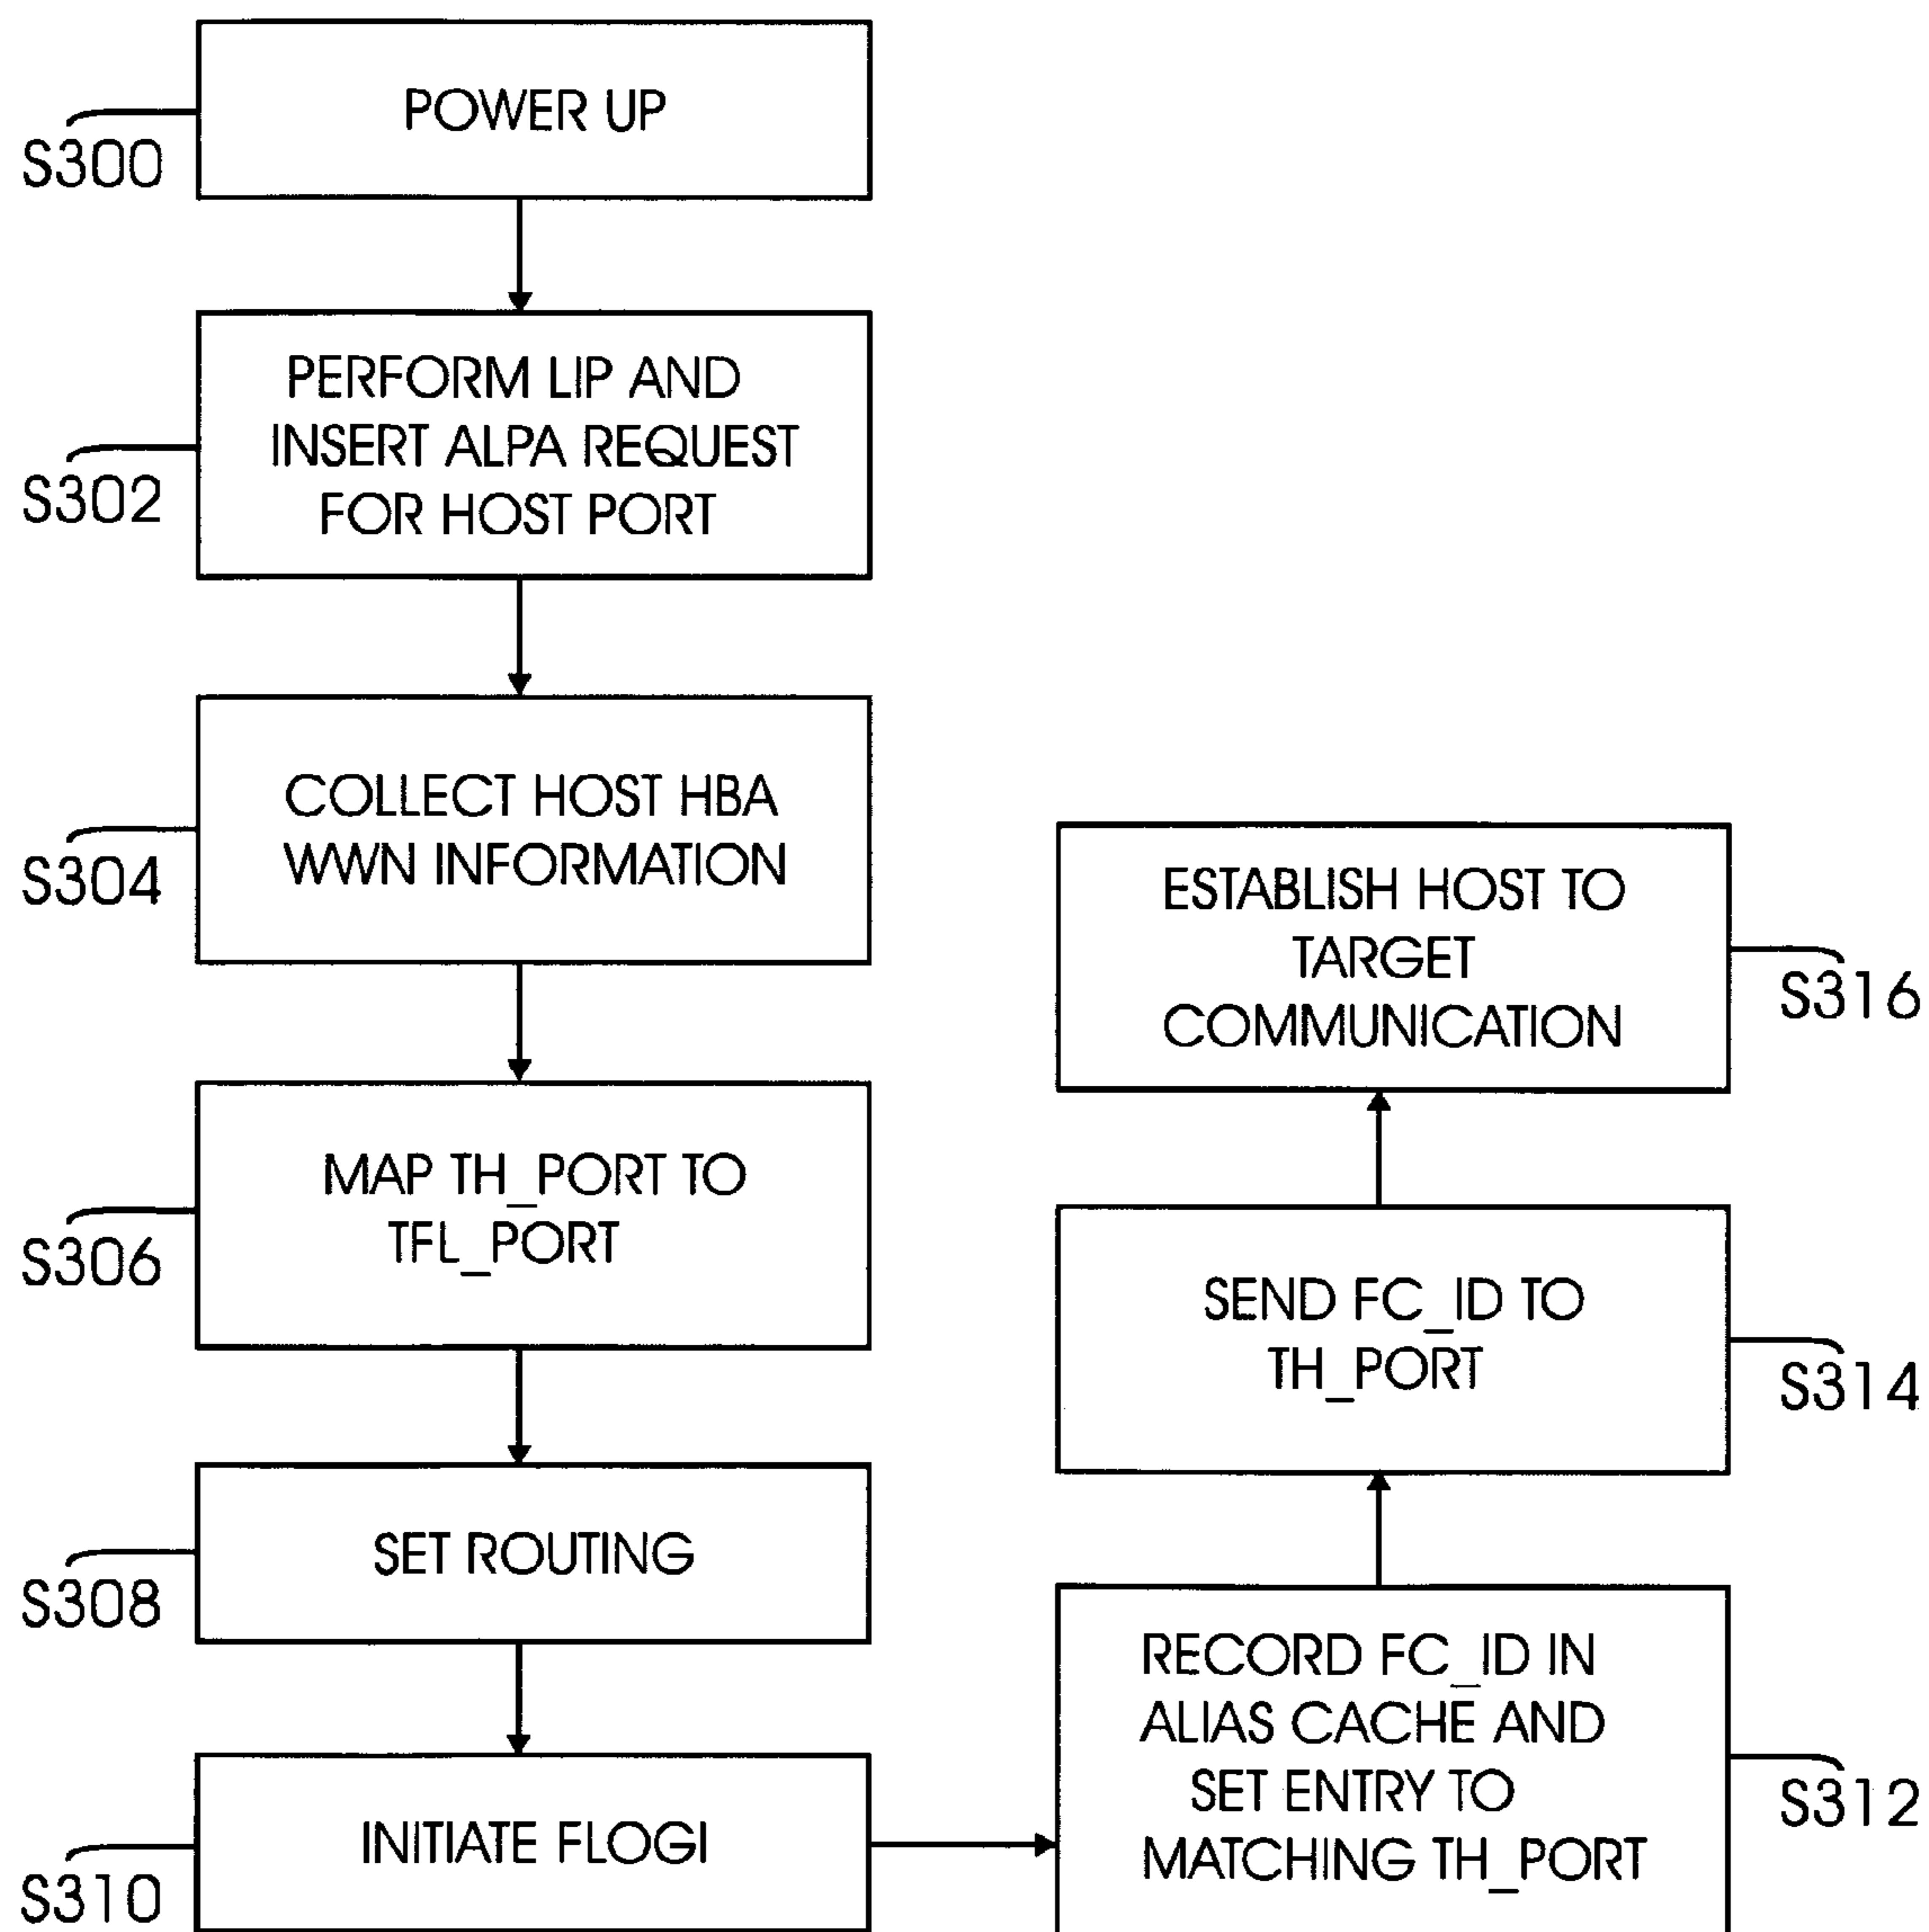 POWER UP
S300
PERFORM LIP AND
INSERT ALPA REQUEST
FOR HOST PORT
S302
COLLECT HOST HBA
WWN INFORMATION
S304
MAP TH_PORT TO
TFL_PORT
S306
SET ROUTING
S308
INITIATE FLOGI
S310
RECORD FC_ID IN
ALIAS CACHE AND
SET ENTRY TO
MATCHING TH_PORT
S312
SEND FC_ID TO
TH_PORT
S314
ESTABLISH HOST TO
TARGET
COMMUNICATION
S316